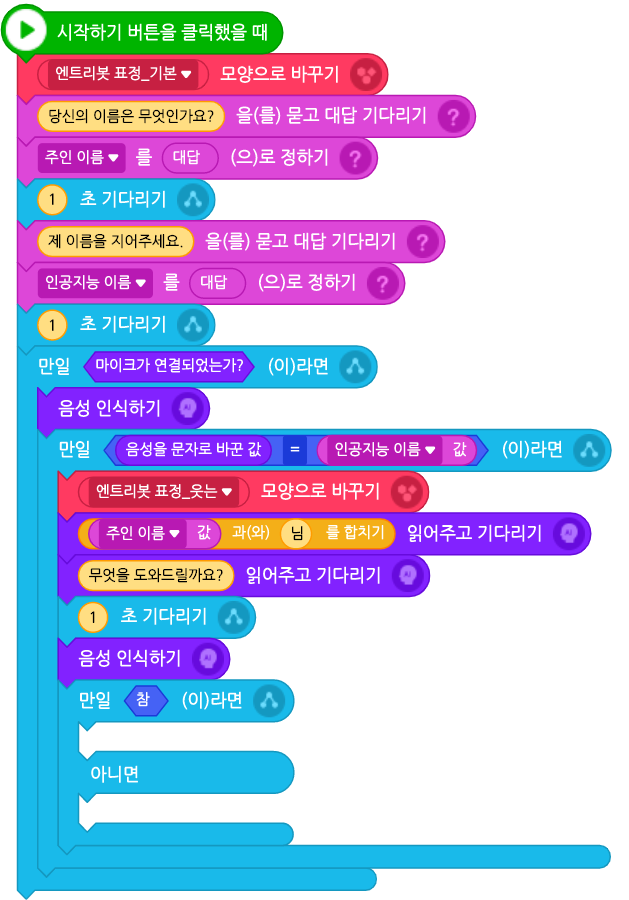 시작하기 버튼을 클릭했을 때
엔트리봇 표정_기본 모양으로 바꾸기
당신의 이름은 무엇인가요? 을(를) 묻고 대답 기다리기 ?
주인 이름 를 대답 (으)로 정하기 ?
1 초 기다리기
제 이름을 지어주세요. 을(를) 묻고 대답 기다리기 ?
인공지능 이름 를 대답 (으)로 정하기 ?
1 초 기다리기
만일 마이크가 연결되었는가? (이)라면
음성 인식하기 AI
만일 음성을 문자로 바꾼 값 = 인공지능 이름 값 (이)라면
엔트리봇 표정_웃는 모양으로 바꾸기
주인 이름 값 과(와) 님 를 합치기 읽어주고 기다리기 AI
무엇을 도와드릴까요? 읽어주고 기다리기 AI
1 초 기다리기
음성 인식하기 AI
만일 참 (이)라면
아니면